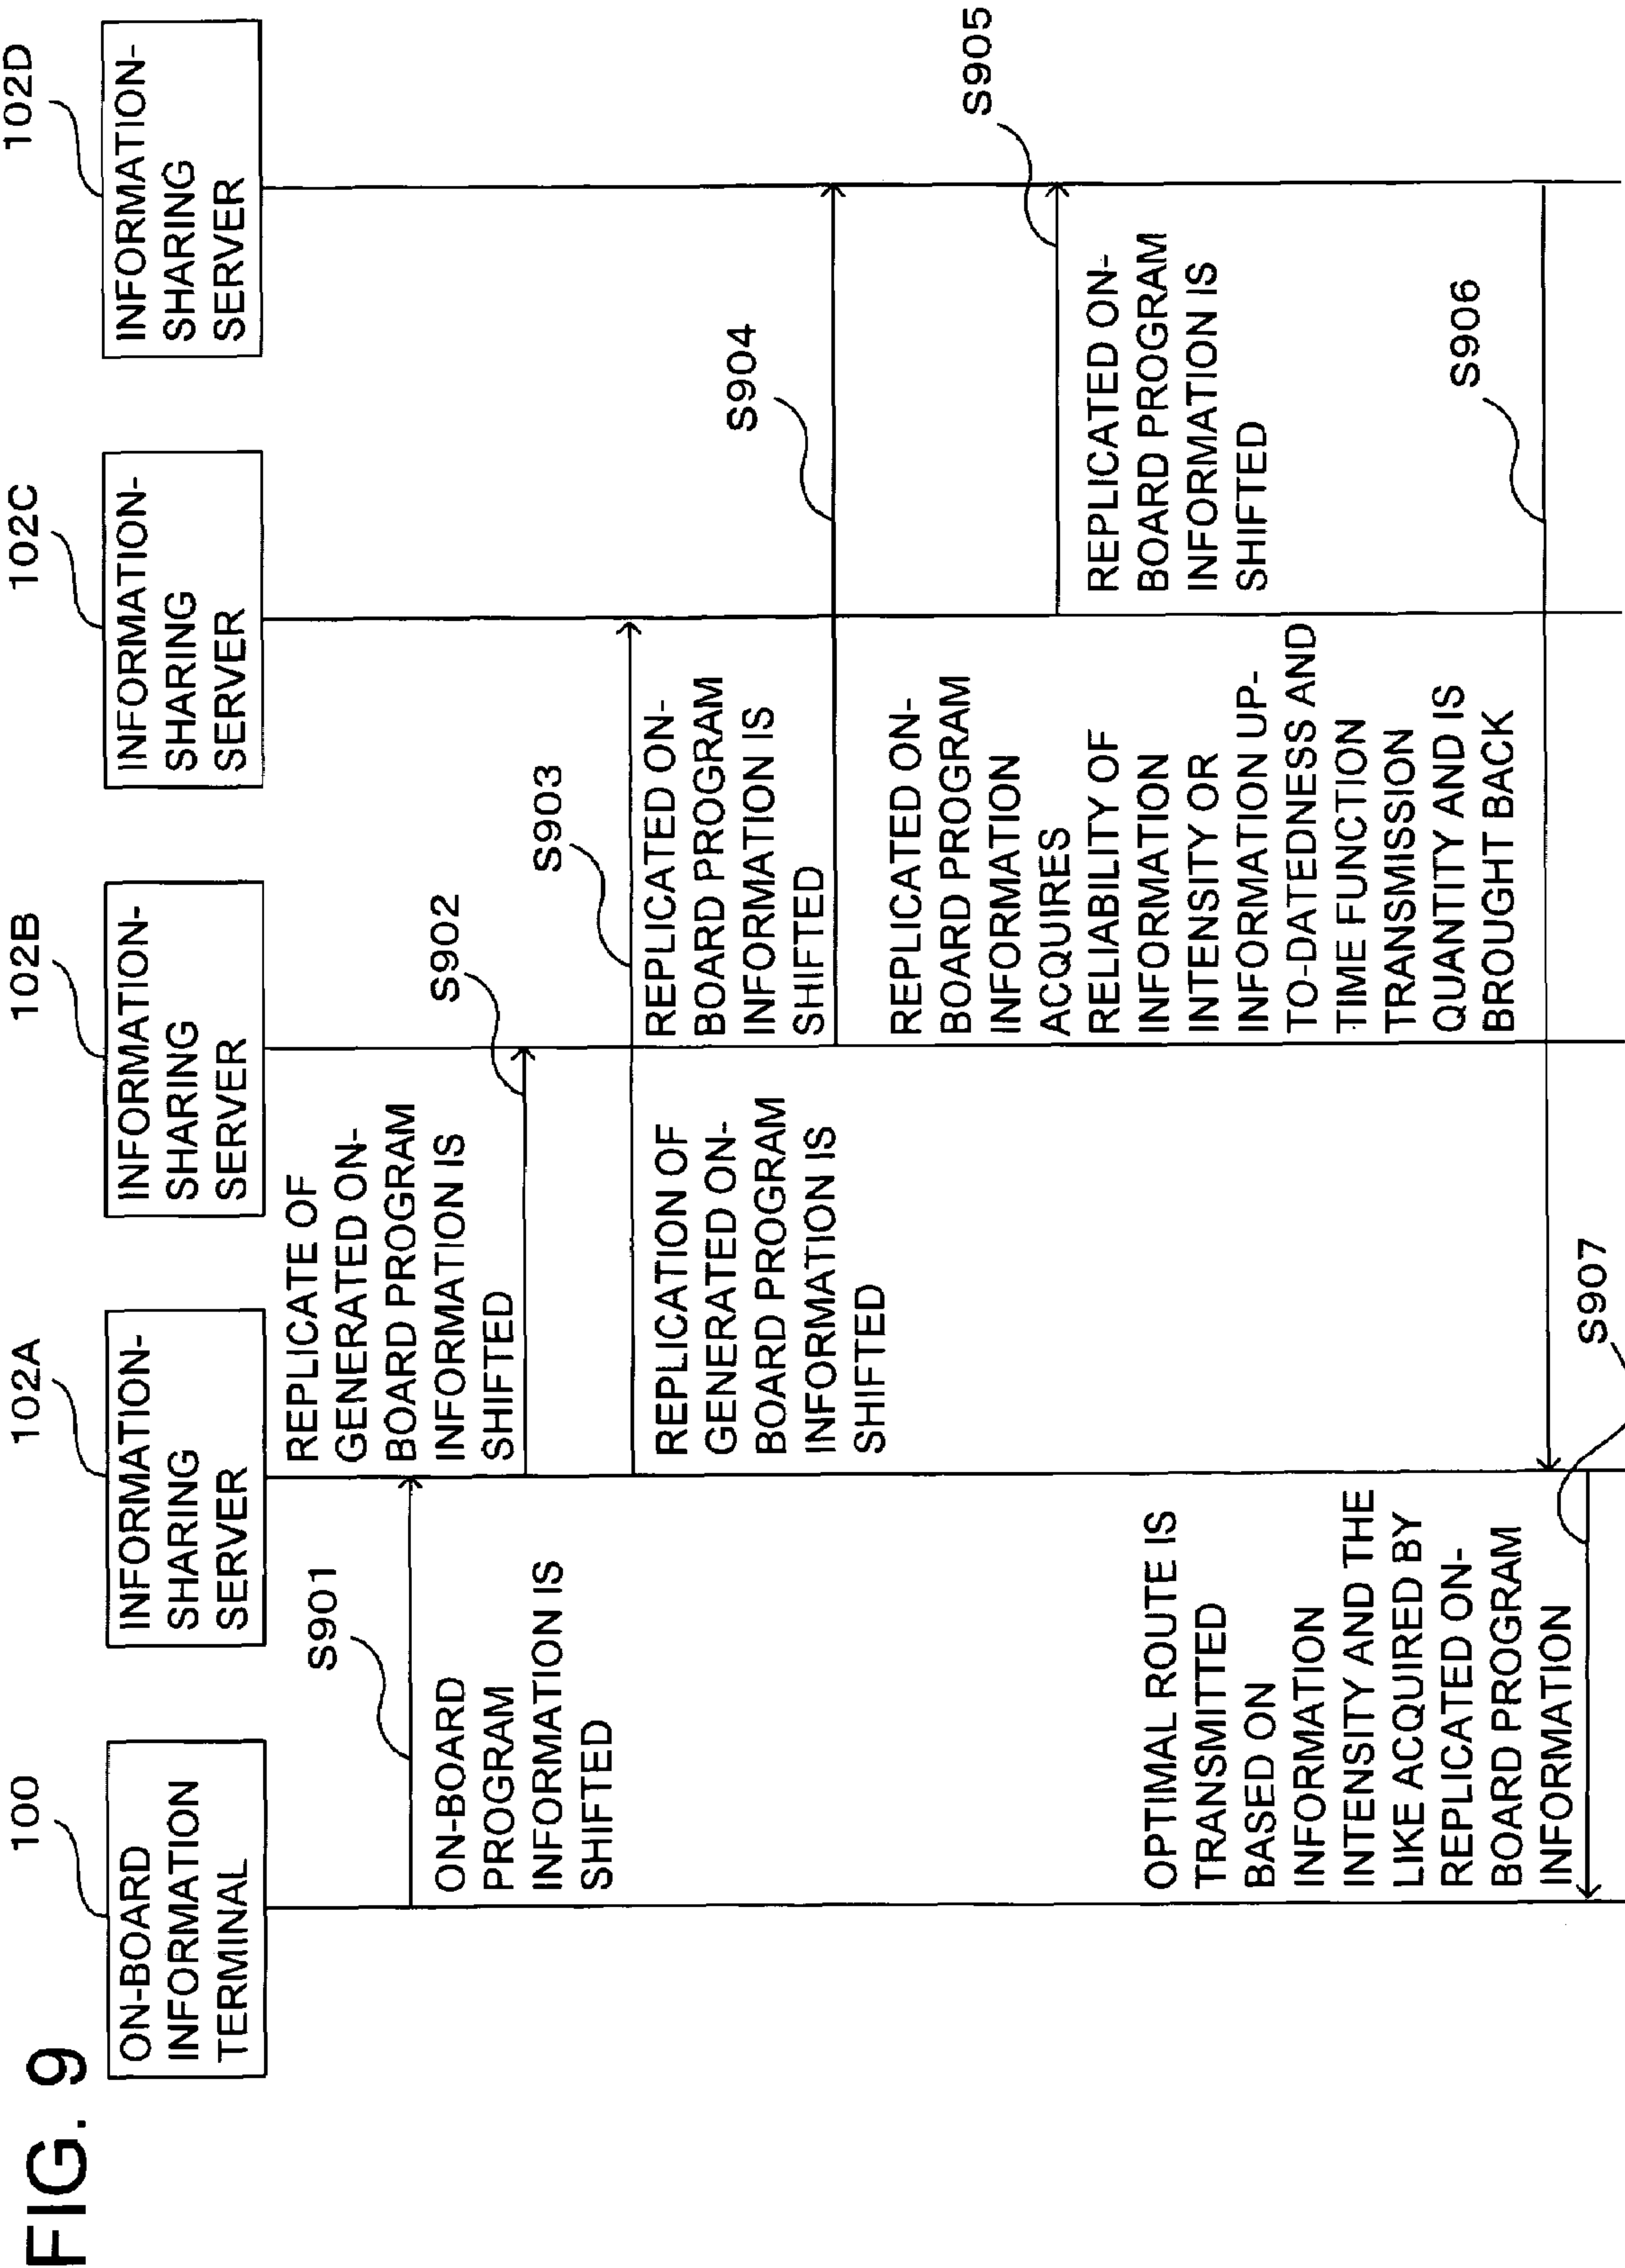 FIG. 9
100
ON-BOARD
INFORMATION
TERMINAL
102A
INFORMATION-
SHARING
SERVER
102B
INFORMATION-
SHARING
SERVER
102C
INFORMATION-
SHARING
SERVER
102D
INFORMATION-
SHARING
SERVER
S901
ON-BOARD
PROGRAM
INFORMATION IS
SHIFTED
REPLICATE OF
GENERATED ON-
BOARD PROGRAM
INFORMATION IS
SHIFTED
S902
S903
REPLICATION OF
GENERATED ON-
BOARD PROGRAM
INFORMATION IS
SHIFTED
REPLICATED ON-
BOARD PROGRAM
INFORMATION IS
SHIFTED
S904
S905
REPLICATED ON-
BOARD PROGRAM
INFORMATION IS
SHIFTED
REPLICATED ON-
BOARD PROGRAM
INFORMATION
ACQUIRES
RELIABILITY OF
INFORMATION
INTENSITY OR
INFORMATION UP-
TO-DATEDNESS AND
TIME FUNCTION
TRANSMISSION
QUANTITY AND IS
BROUGHT BACK
S906
OPTIMAL ROUTE IS
TRANSMITTED
BASED ON
INFORMATION
INTENSITY AND THE
LIKE ACQUIRED BY
REPLICATED ON-
BOARD PROGRAM
INFORMATION
S907